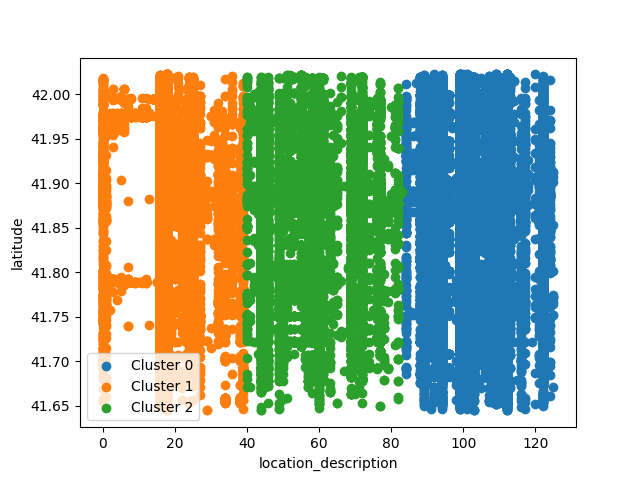 42.00
41.95
41.90
41.85
41.80
41.75
41.70
41.65
latitude
Cluster 0
Cluster 1
Cluster 2
0 20 40 60 80 100 120
location_description